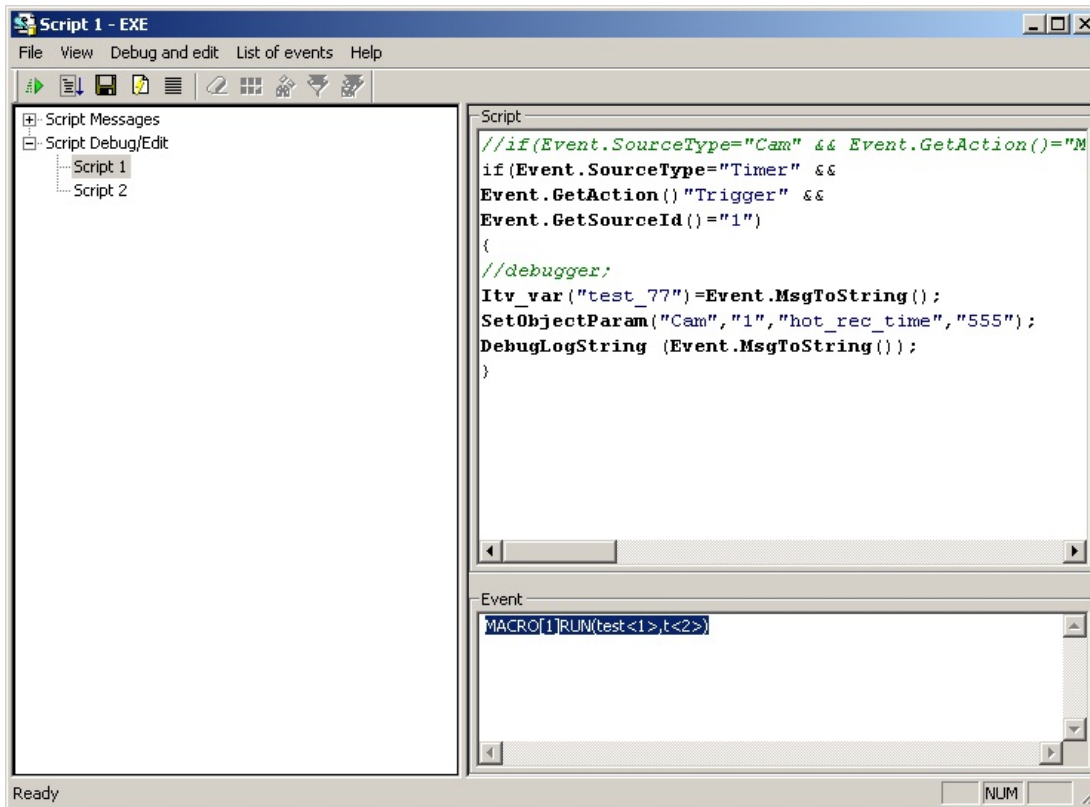 Script 1 - EXE
File View Debug and edit List of events Help
Script Messages
Script Debug/Edit
Script 1
Script 2
Script
//if(Event.SourceType="Cam" && Event.GetAction()="M
if(Event.SourceType="Timer" &&
Event.GetAction()"Trigger" &&
Event.GetSourceId()="1")
{
//debugger;
Itv_var("test_77")=Event.MsgToString();
SetObjectParam("Cam","1","hot_rec_time","555");
DebugLogString (Event.MsgToString());
}
Event
MACRO[1]RUN(test<1>,t<2>)
Ready
NUM